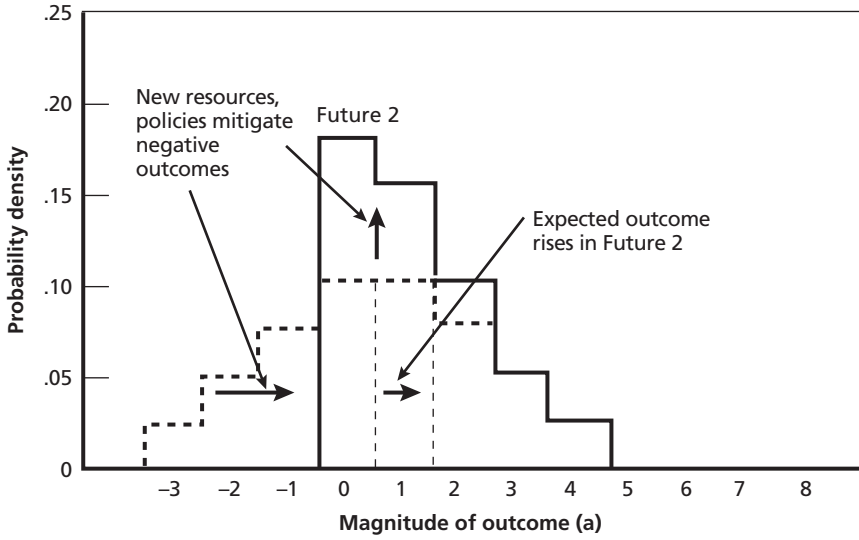 .25
.20
.15
.10
.05
0
Probability density
New resources,
policies mitigate
negative
outcomes
Future 2
Expected outcome
rises in Future 2
–3 –2 –1 0 1 2 3 4 5 6 7 8
Magnitude of outcome (a)